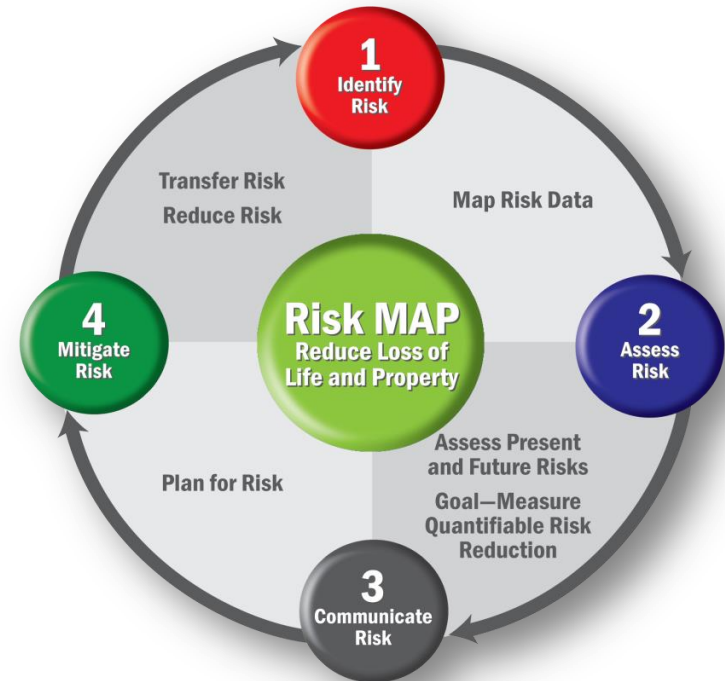 1
Identify
Risk
Transfer Risk
Reduce Risk
Map Risk Data
4
Mitigate
Risk
Risk MAP
Reduce Loss of
Life and Property
2
Assess
Risk
Plan for Risk
Assess Present
and Future Risks
Goal—Measure
Quantifiable Risk
Reduction
3
Communicate
Risk